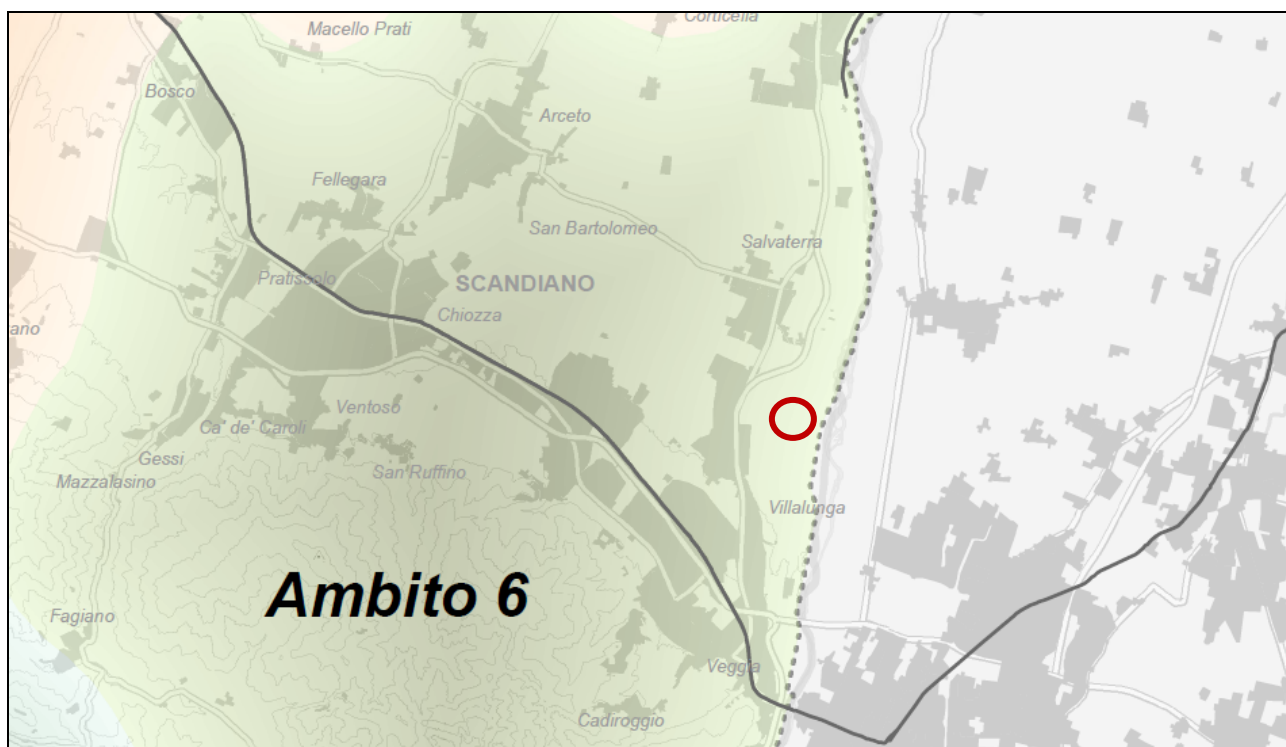 Corticella
Macello Prati
Bosco
Arceto
Fellegara
San Bartolomeo
Salvaterra
Pratissolo
SCANDIANO
Chiozza
ano
Ventoso
Ca' de' Caroli
Gessi
San Ruffino
Mazzalasino
Villalunga
Ambito 6
Fagiano
Veggia
Cadiroggio